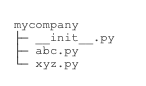 mycompany
├─ __init__.py
├─ abc.py
└─ xyz.py